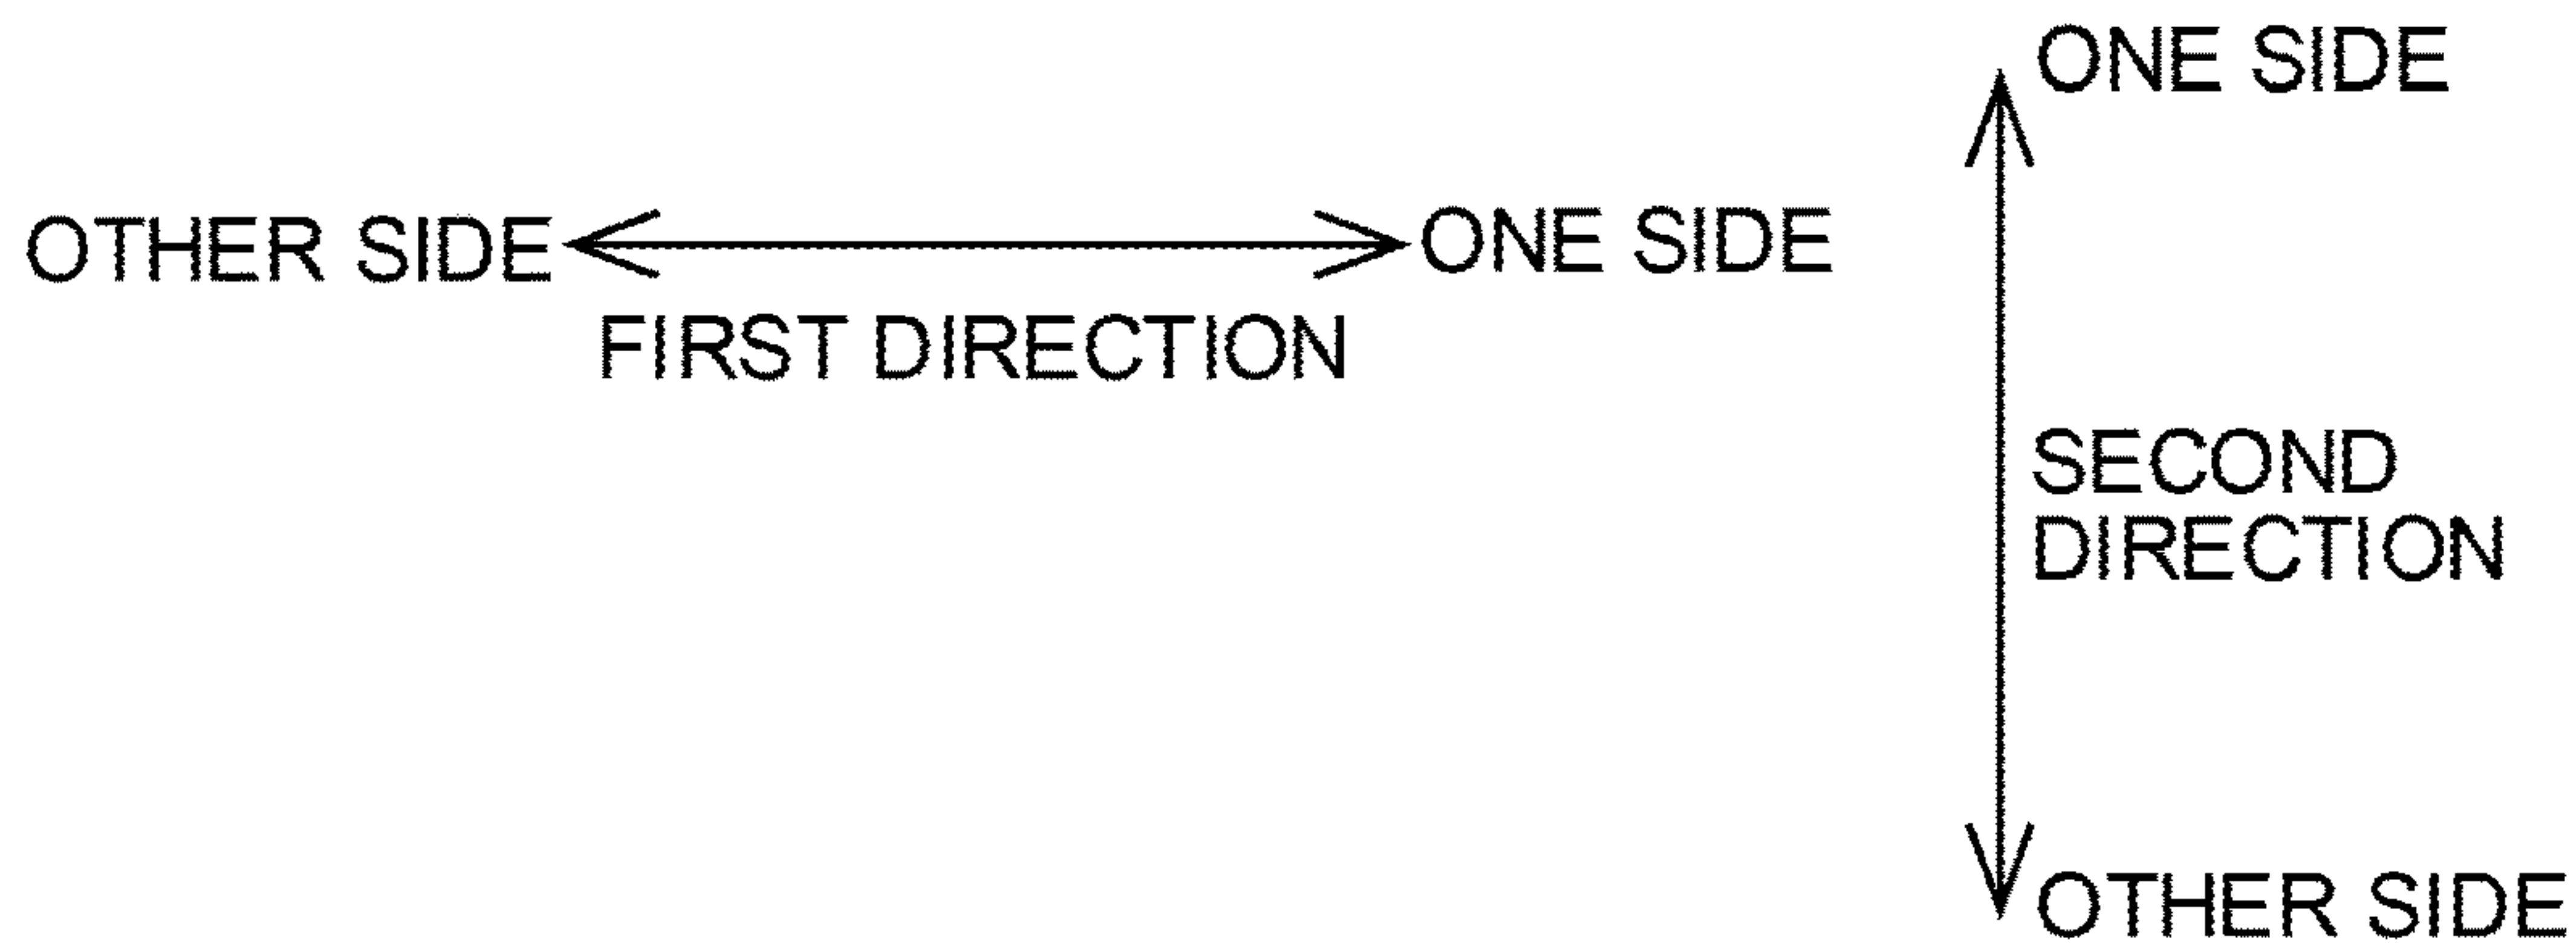 ONE SIDE
OTHER SIDE
ONE SIDE
FIRST DIRECTION
SECOND
DIRECTION
OTHER SIDE